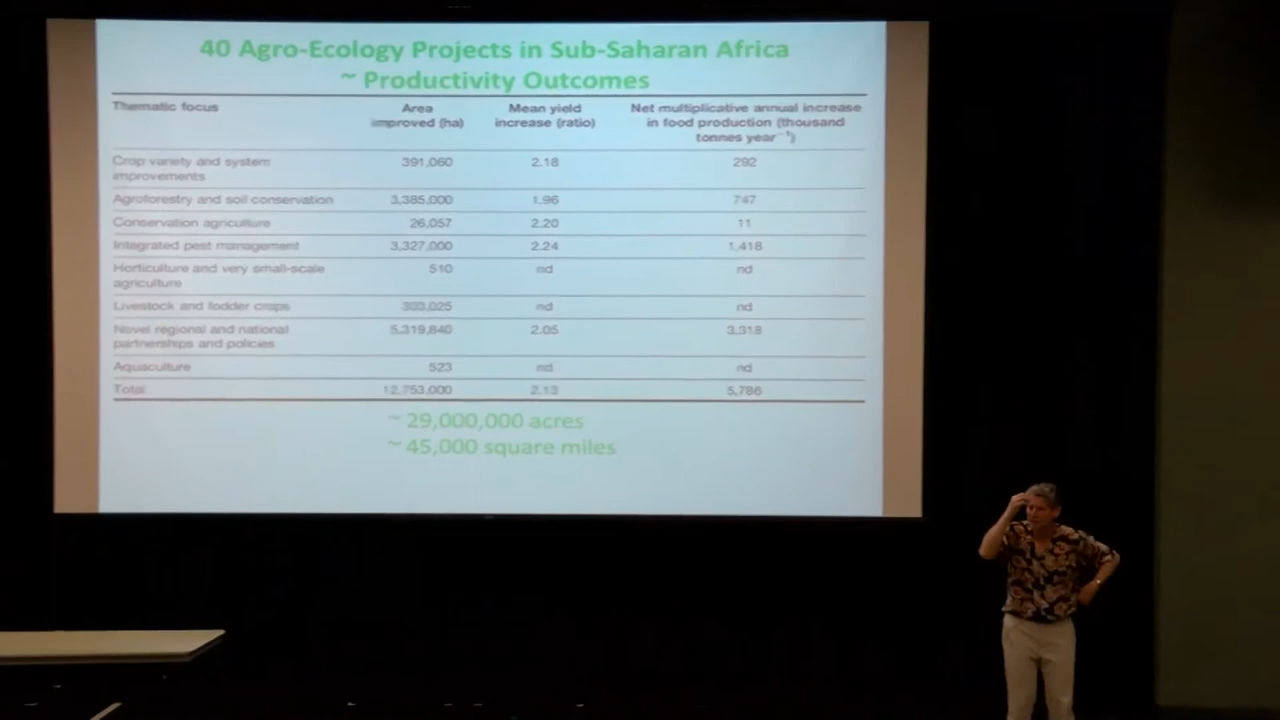 40 Agro-Ecology Projects in Sub-Saharan Africa
~ Productivity Outcomes
Thematic focus
Area
improved (ha)
Mean yield
increase (ratio)
Net multiplicative annual increase
in food production (thousand
tonnes year⁻¹)
Crop variety and system
improvements
391,060 2.18 292
Agroforestry and soil conservation 3,385,000 1.96 747
Conservation agriculture 26,057 2.20 11
Integrated pest management 3,327,000 2.24 1,418
Horticulture and very small-scale
agriculture
510 nd nd
Livestock and fodder crops 303,025 nd nd
Novel regional and national
partnerships and policies
5,319,840 2.05 3,318
Aquaculture 523 nd nd
Total 12,753,000 2.13 5,786
~ 29,000,000 acres
~ 45,000 square miles